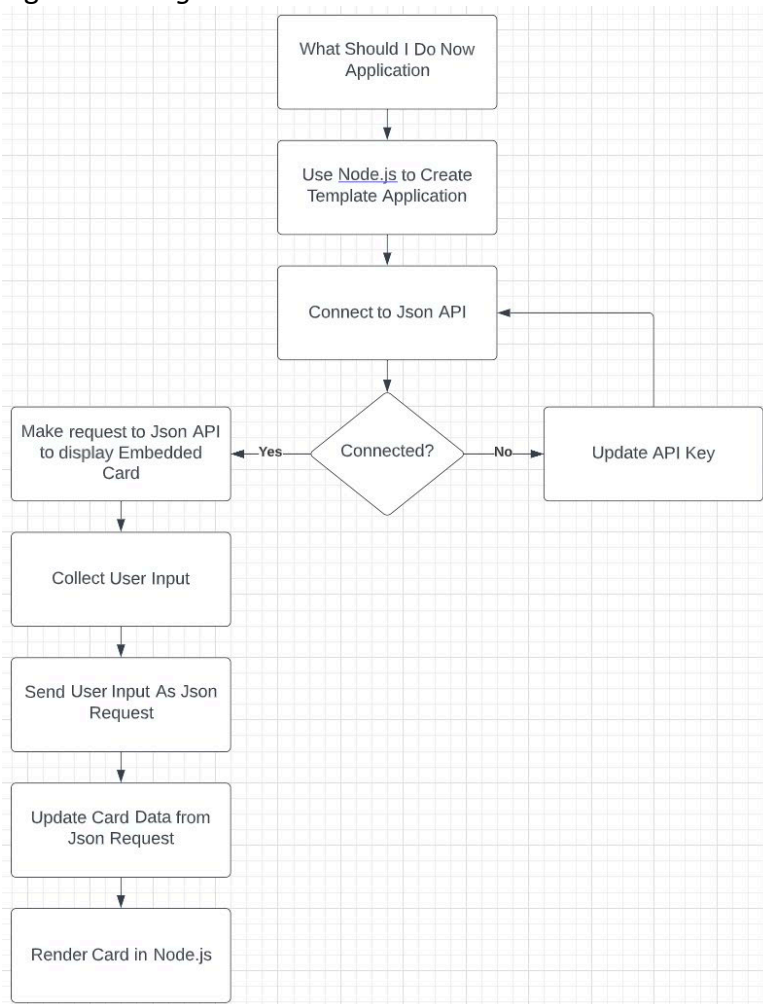 What Should I Do Now
Application
Use Node.js to Create
Template Application
Connect to Json API
Connected?
Yes
No
Update API Key
Make request to Json API
to display Embedded
Card
Collect User Input
Send User Input As Json
Request
Update Card Data from
Json Request
Render Card in Node.js